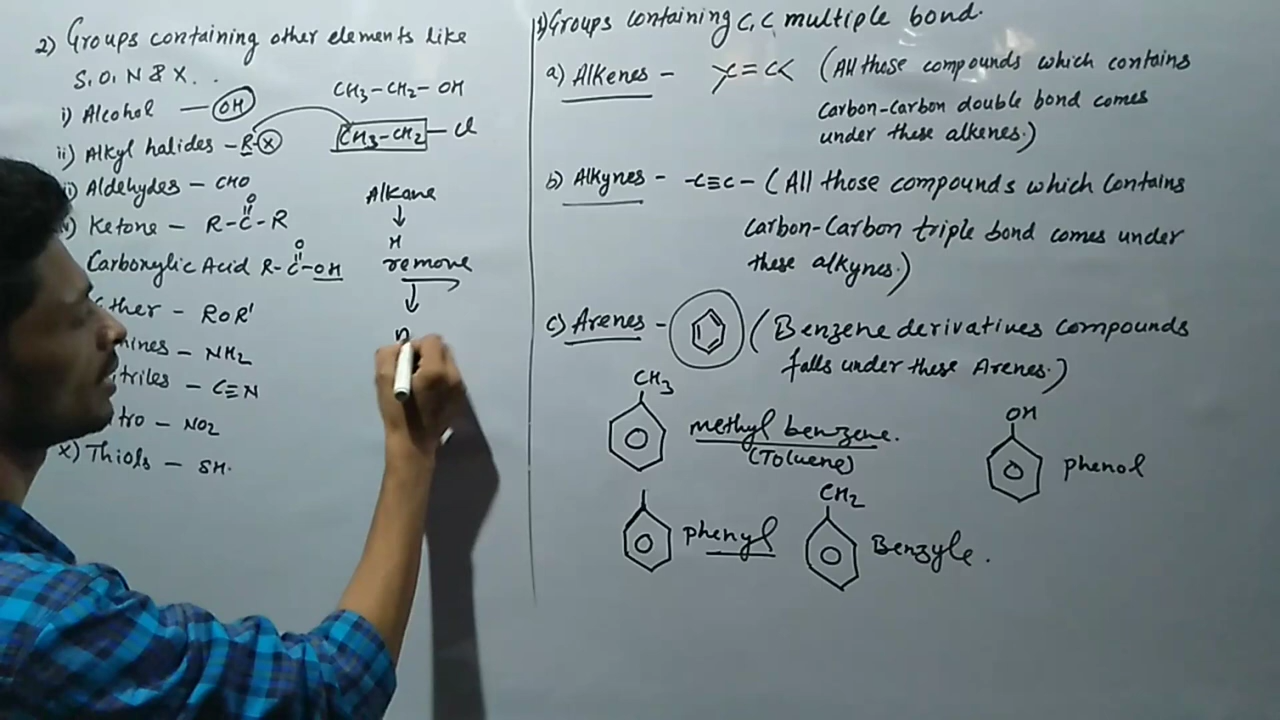 2) Groups containing other elements like
S, O, N & X..
i) Alcohol — OH
CH3-CH2-OH
ii) Alkyl halides - R-X
CH3-CH2-Cl
i) Aldehydes - CHO
v) Ketone - R-C-R
O
Carboxylic Acid R-C-OH
O
ther - ROR'
mines - NH2
triles - C≡N
tro - NO2
x) Thiols - SH.
Alkane
↓
H
remove
↓
1) Groups containing C, C multiple bond.
a) Alkenes - >C=C< (All those compounds which contains
carbon-carbon double bond comes
under these alkenes.)
b) Alkynes - -C≡C- (All those compounds which contains
carbon-carbon triple bond comes under
these alkynes.)
c) Arenes - (Benzene derivatives compounds
falls under these Arenes.)
CH3
methyl benzene.
(Toluene)
OH
phenol
phenyl
CH2
Benzyle.